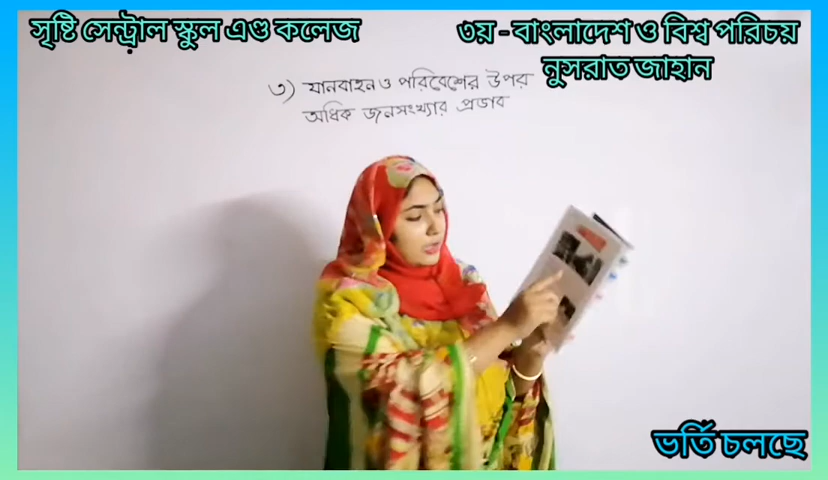 সৃষ্টি সেন্ট্রাল স্কুল এণ্ড কলেজ
৩য় - বাংলাদেশ ও বিশ্ব পরিচয়
নুসরাত জাহান
৩) যানবাহন ও পরিবেশের উপর
অধিক জনসংখ্যার প্রভাব
ভর্তি চলছে